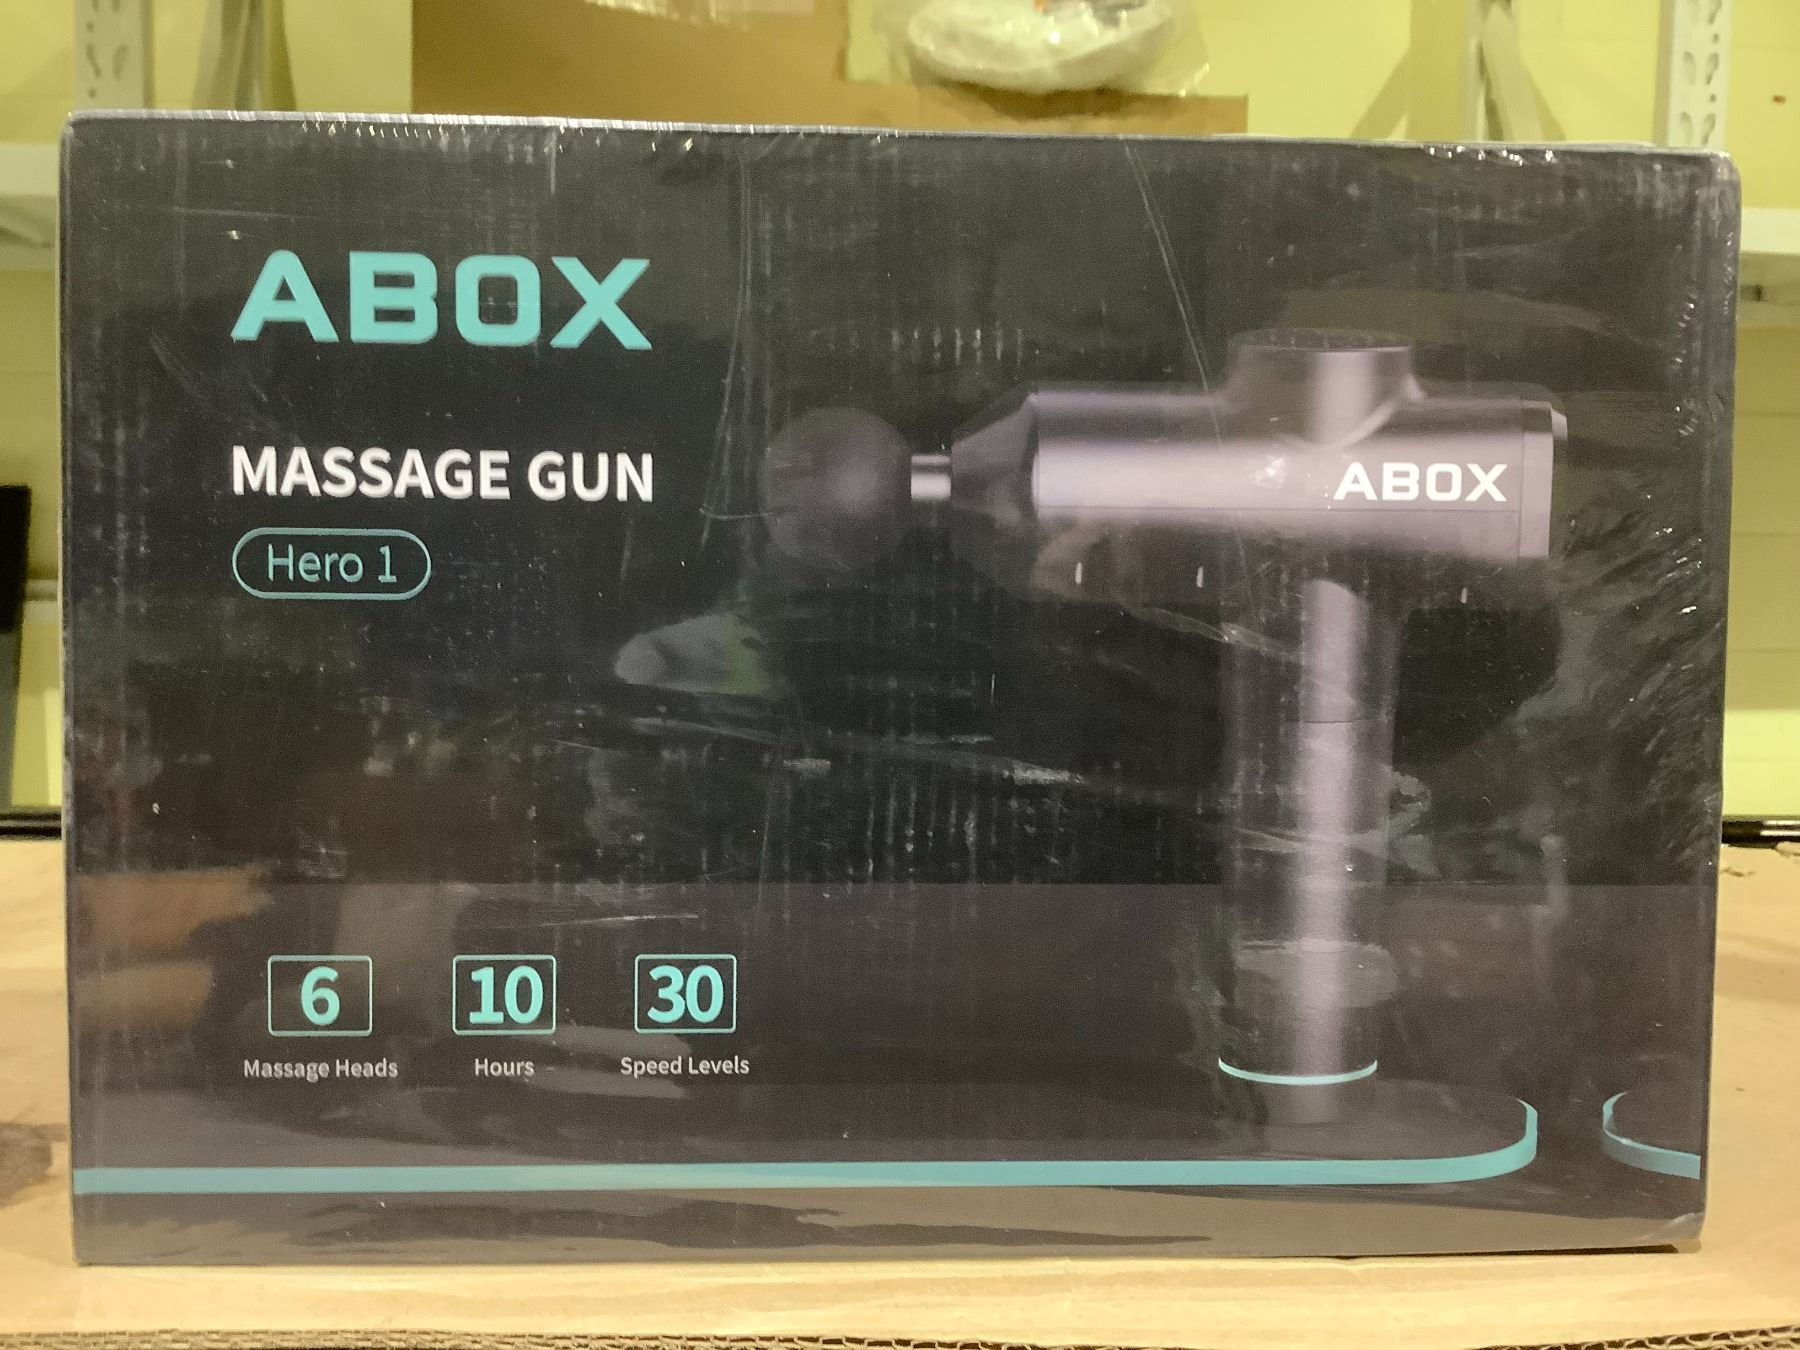 ABOX
MASSAGE GUN
Hero 1
ABOX
6
Massage Heads
10
Hours
30
Speed Levels